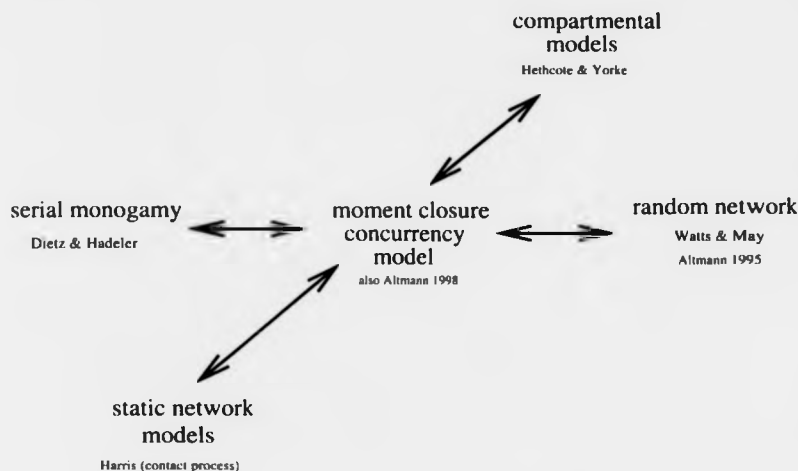 compartmental
models
Hethcote & Yorke
serial monogamy
Dietz & Hadeler
moment closure
concurrency
model
also Altmann 1998
random network
Watts & May
Altmann 1995
static network
models
Harris (contact process)